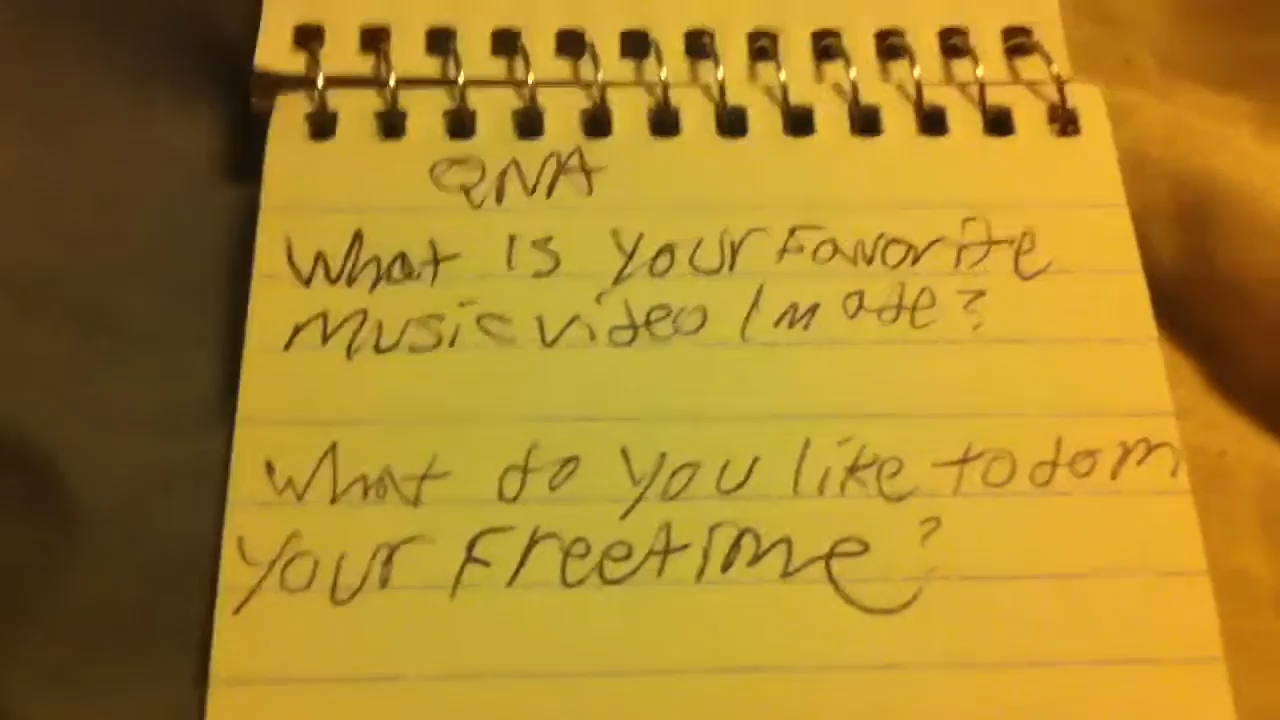 QNA
What is your Favorite
Music video I made?
What do you like to do in
your Freetime?